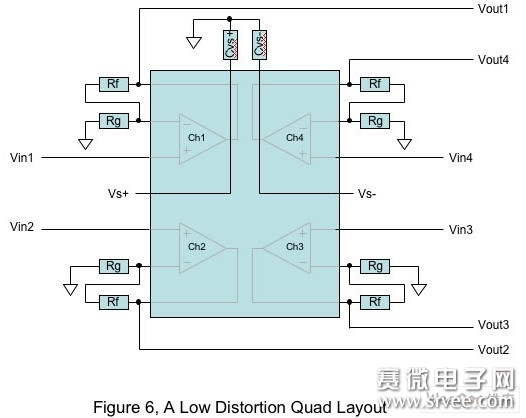 Vout1
Cvs+
Cvs-
Vout4
Rf
Rf
Rg
Rg
Ch1
Ch4
Vin1
Vin4
Vs+
Vs-
Vin2
Vin3
Ch2
Ch3
Rg
Rg
Rf
Rf
Vout3
Vout2
赛微电子网
www.srvee.com
Figure 6, A Low Distortion Quad Layout